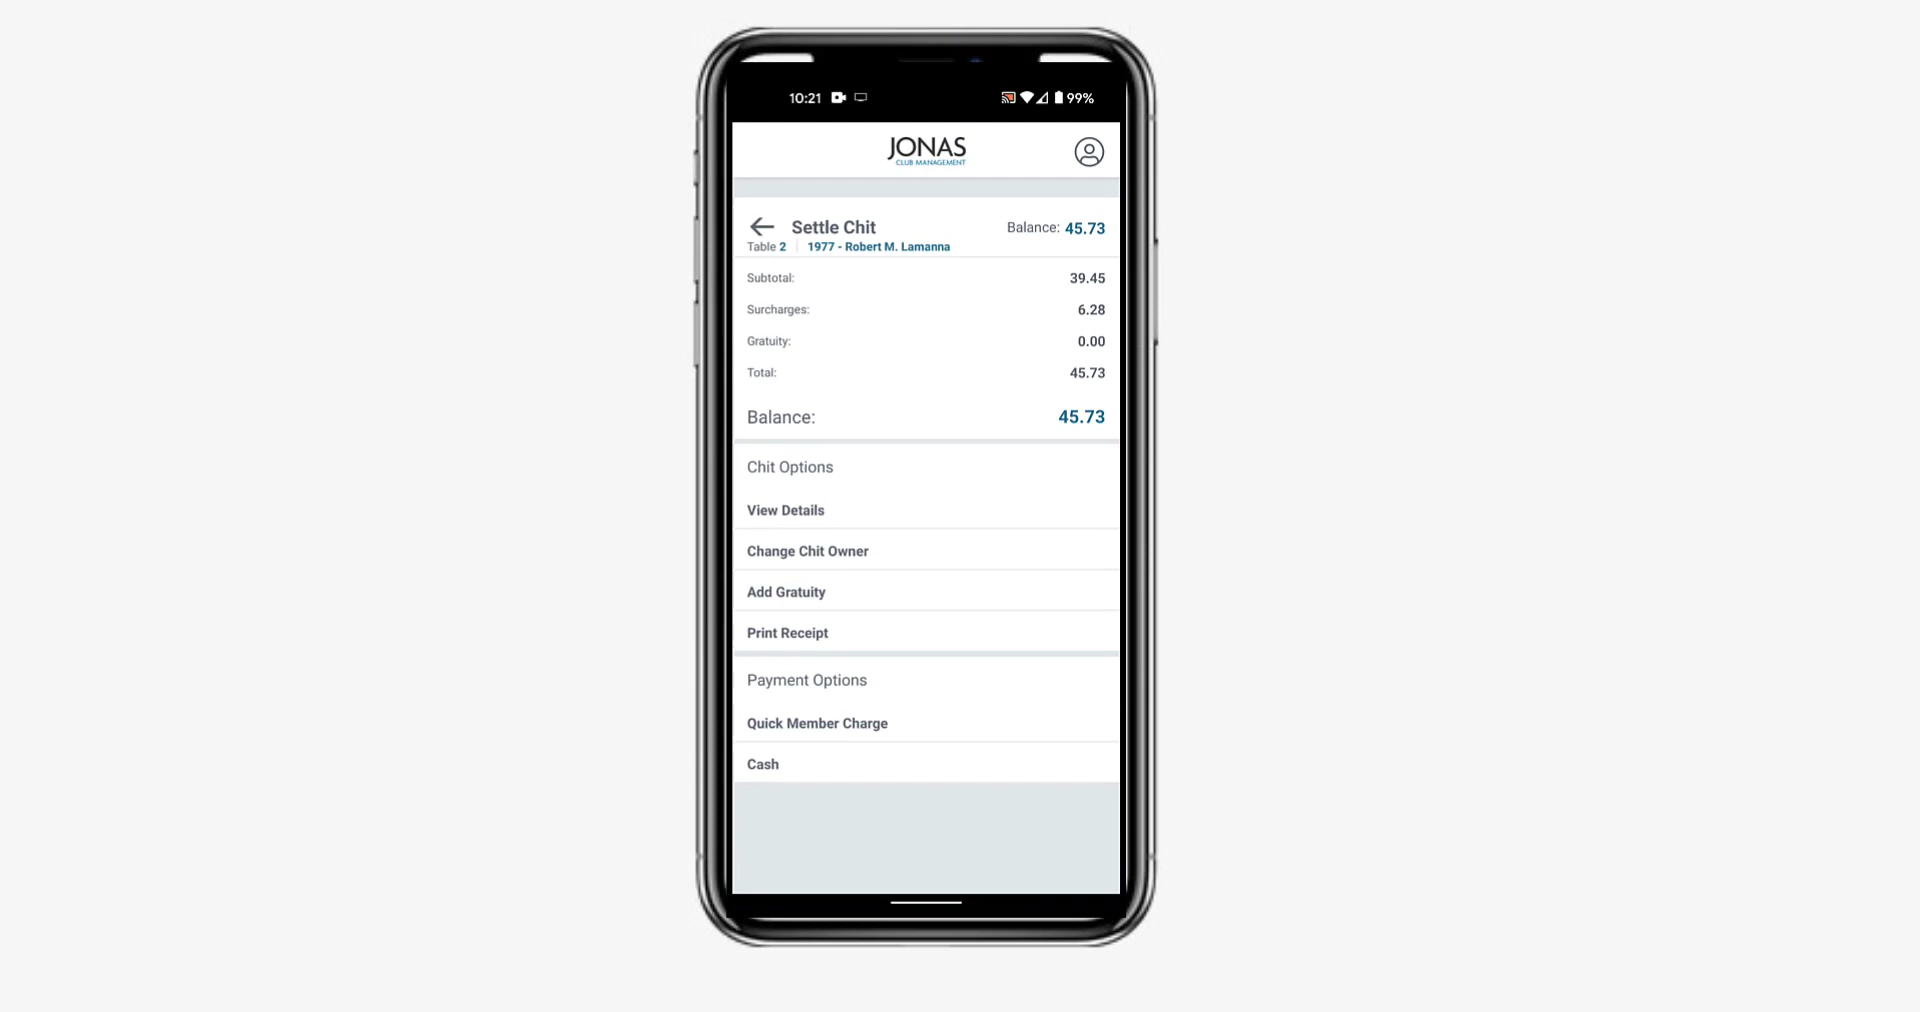 10:21 99%
JONAS
CLUB MANAGEMENT
Settle Chit Balance: 45.73
Table 2 1977 - Robert M. Lamanna
Subtotal: 39.45
Surcharges: 6.28
Gratuity: 0.00
Total: 45.73
Balance: 45.73
Chit Options
View Details
Change Chit Owner
Add Gratuity
Print Receipt
Payment Options
Quick Member Charge
Cash